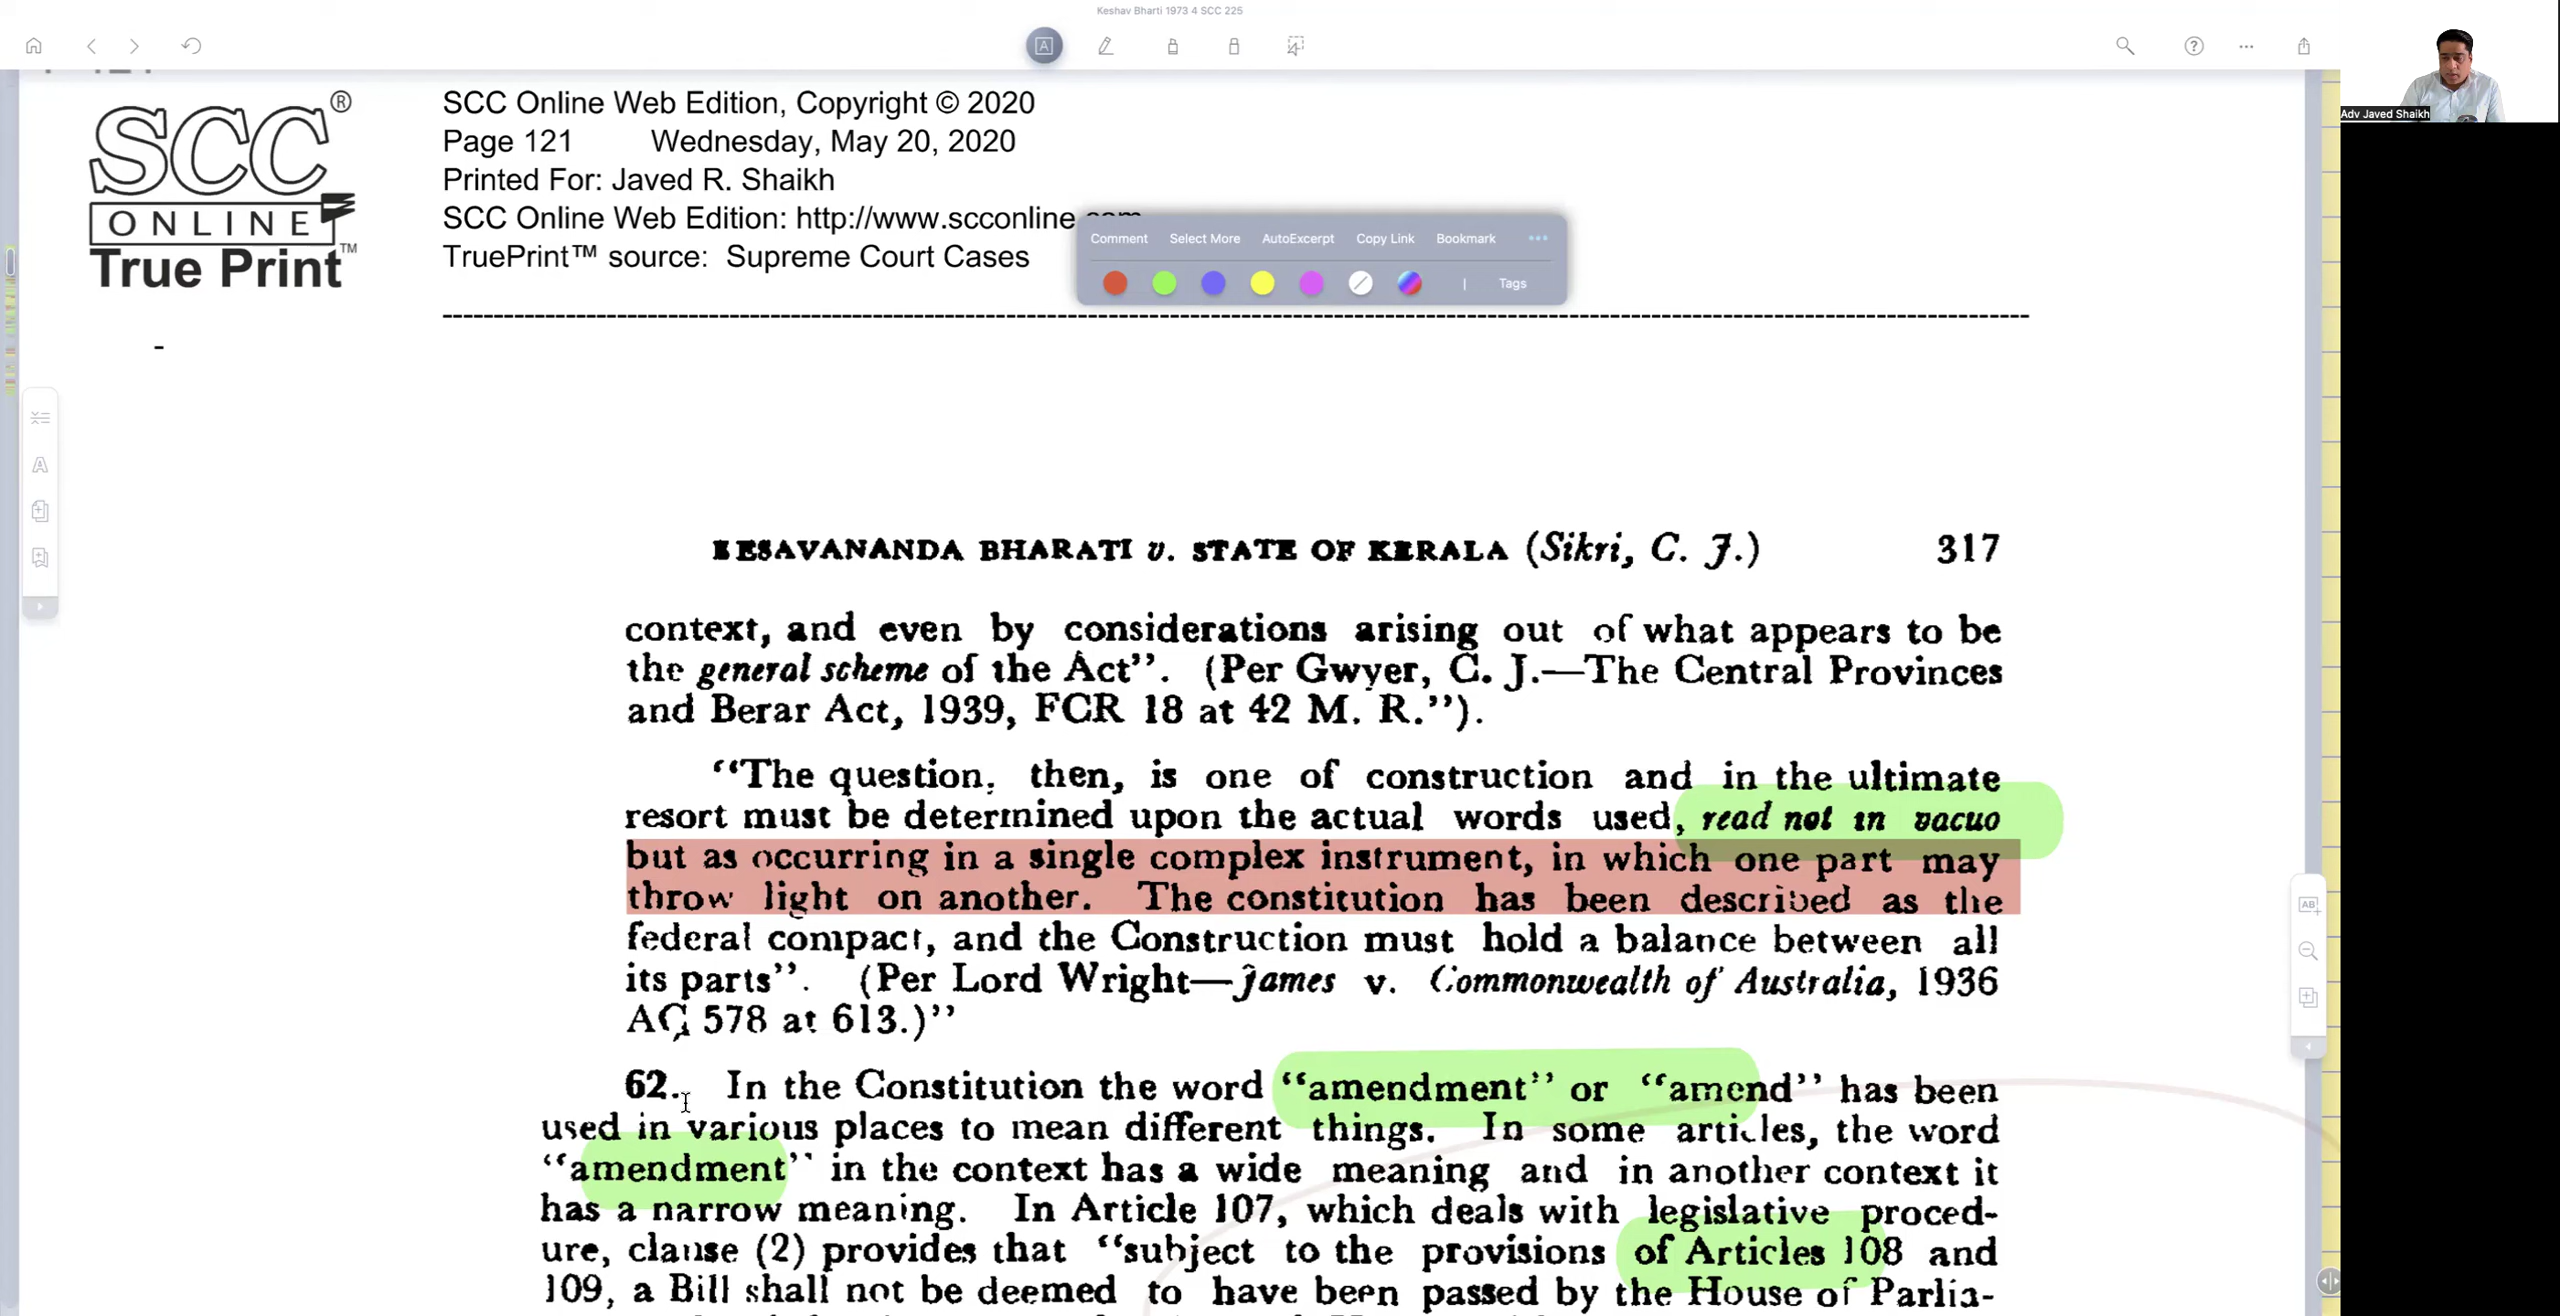 Keshav Bharti 1973 4 SCC 225
Adv Javed Shaikh
SCC®
ONLINE
True Print™
SCC Online Web Edition, Copyright © 2020
Page 121 Wednesday, May 20, 2020
Printed For: Javed R. Shaikh
SCC Online Web Edition: http://www.scconline.com
TruePrint™ source: Supreme Court Cases
Comment Select More AutoExcerpt Copy Link Bookmark
Tags
KESAVANANDA BHARATI v. STATE OF KERALA (Sikri, C. J.) 317
context, and even by considerations arising out of what appears to be
the general scheme of the Act”. (Per Gwyer, C. J.—The Central Provinces
and Berar Act, 1939, FCR 18 at 42 M. R.”).
“The question, then, is one of construction and in the ultimate
resort must be determined upon the actual words used, read not in vacuo
but as occurring in a single complex instrument, in which one part may
throw light on another. The constitution has been described as the
federal compact, and the Construction must hold a balance between all
its parts”. (Per Lord Wright—James v. Commonwealth of Australia, 1936
AC 578 at 613.)”
62. In the Constitution the word “amendment” or “amend” has been
used in various places to mean different things. In some articles, the word
“amendment” in the context has a wide meaning and in another context it
has a narrow meaning. In Article 107, which deals with legislative proced-
ure, clause (2) provides that “subject to the provisions of Articles 108 and
109, a Bill shall not be deemed to have been passed by the House of Parlia-